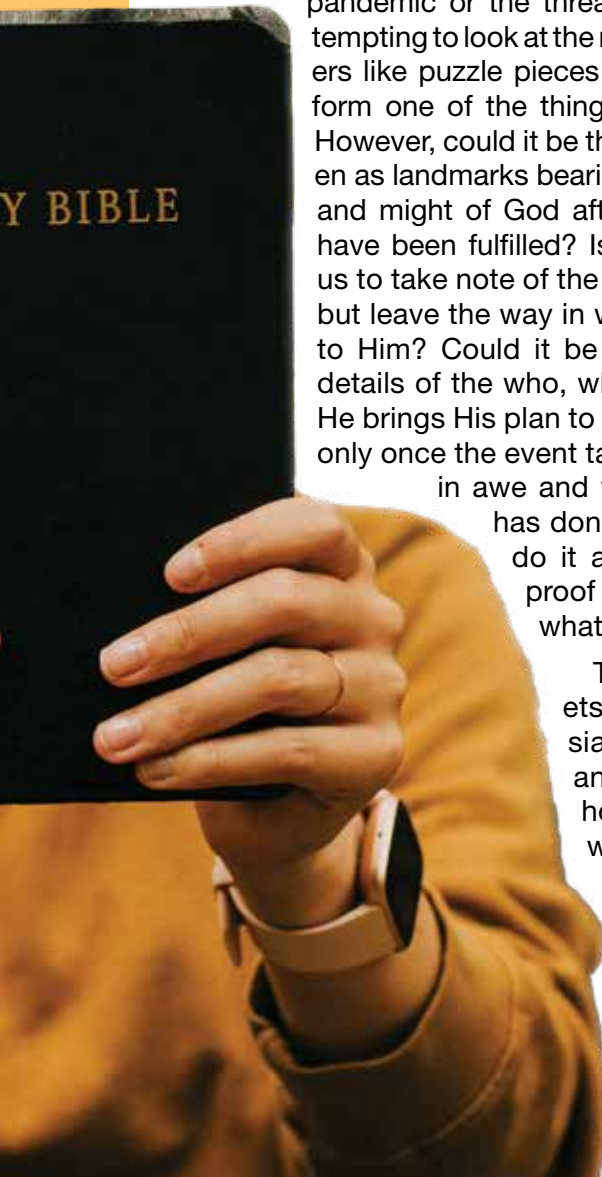 Y BIBLE
pandemic or the threa
tempting to look at the
ers like puzzle pieces
form one of the thing
However, could it be th
en as landmarks beari
and might of God aft
have been fulfilled? Is
us to take note of the
but leave the way in
to Him? Could it be
details of the who, wh
He brings His plan to
only once the event ta
in awe and
has don
do it a
proof
what
T
ets
sia
an
he
w